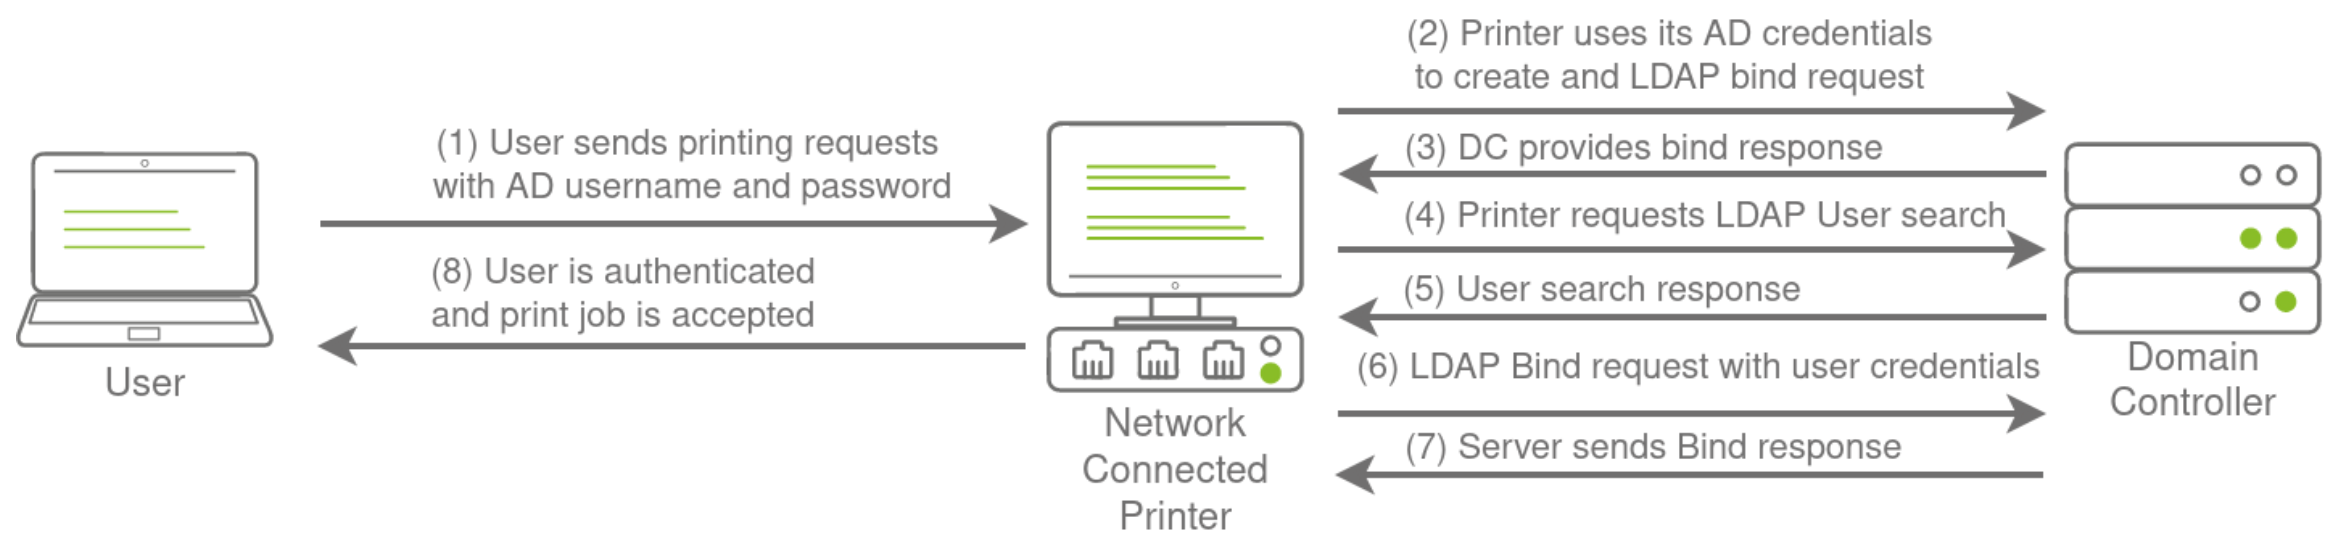 (1) User sends printing requests
with AD username and password
(8) User is authenticated
and print job is accepted
User
(2) Printer uses its AD credentials
to create and LDAP bind request
(3) DC provides bind response
(4) Printer requests LDAP User search
(5) User search response
(6) LDAP Bind request with user credentials
(7) Server sends Bind response
Network
Connected
Printer
Domain
Controller